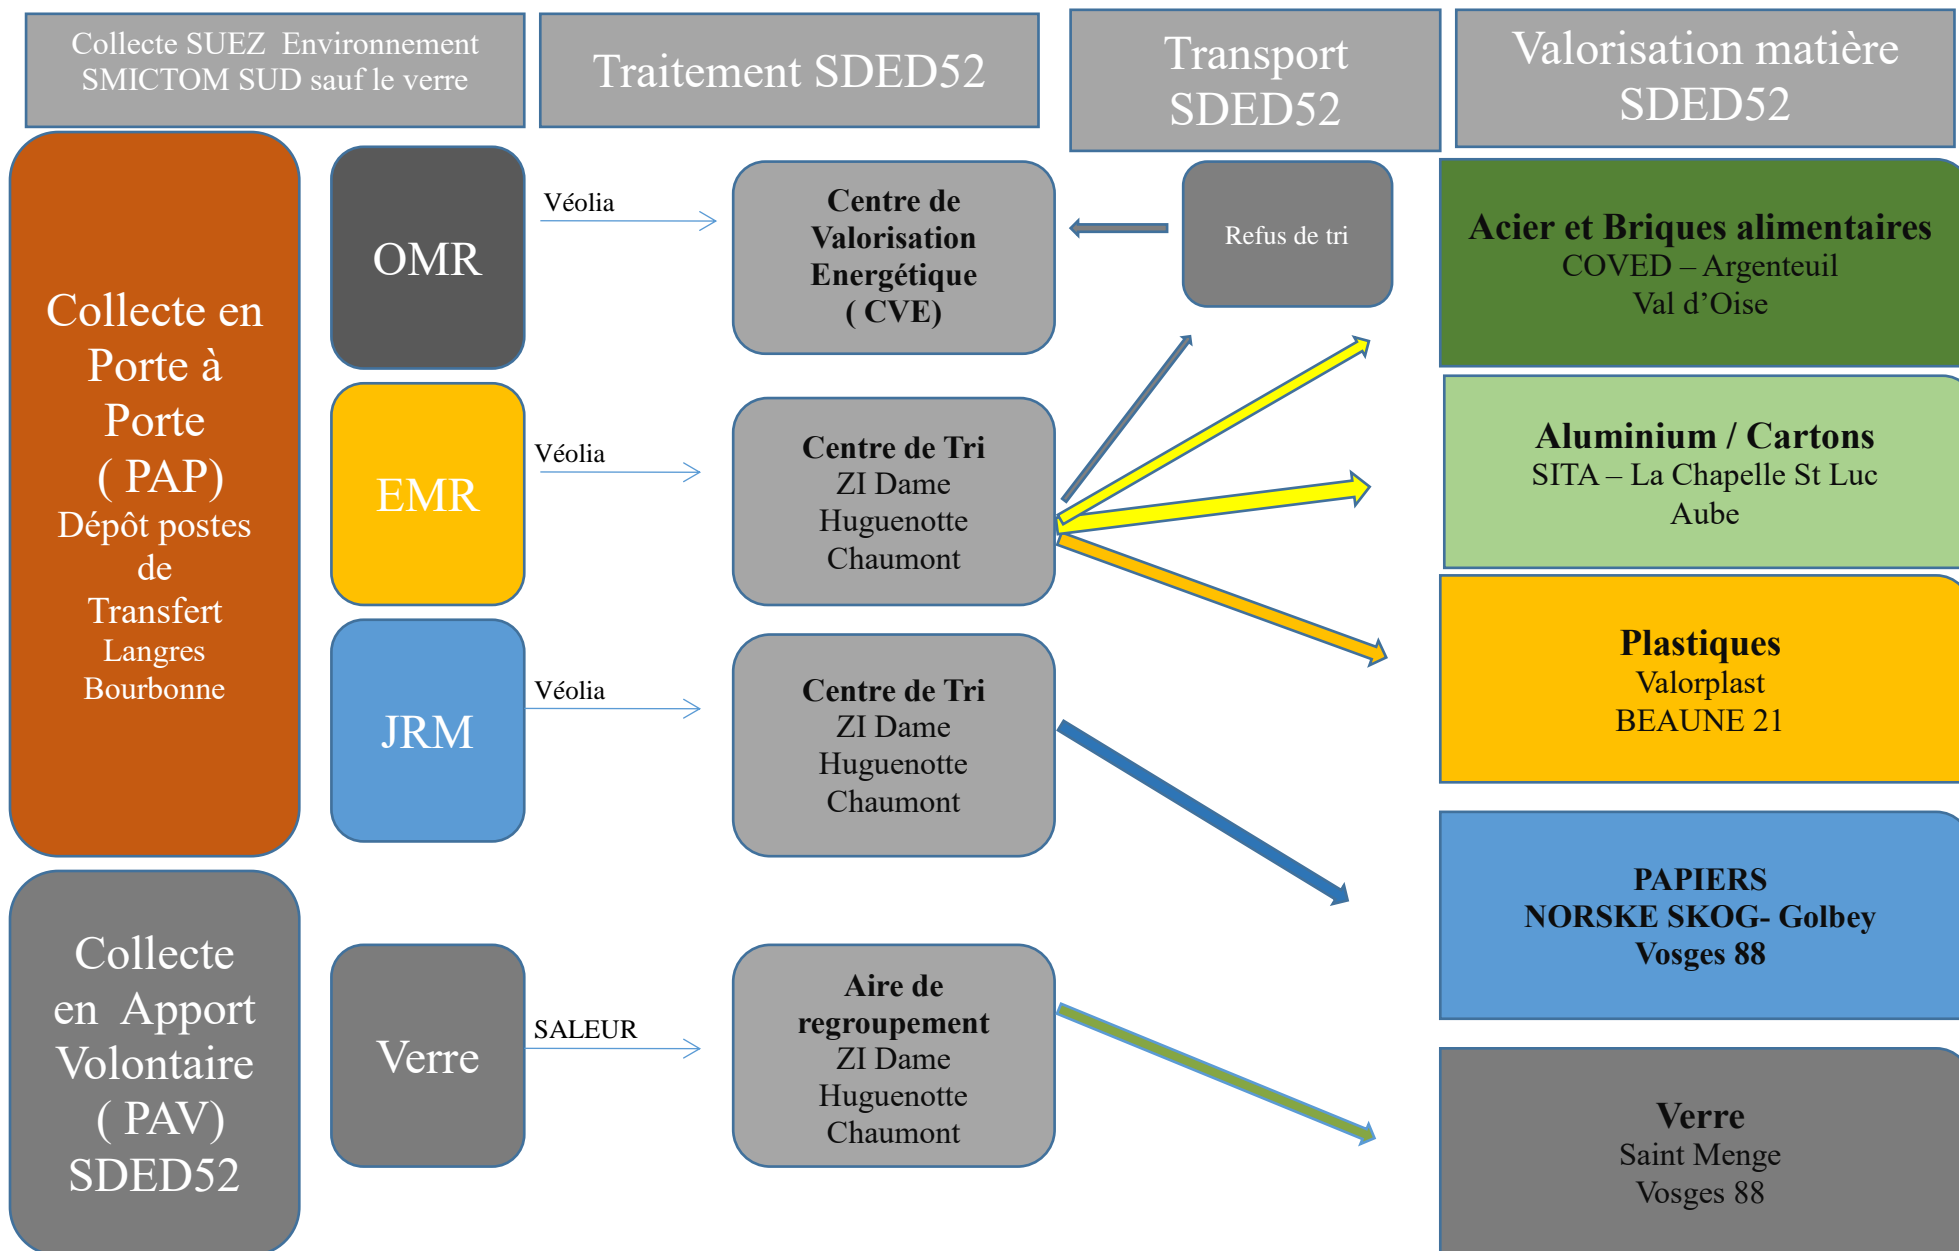 Collecte SUEZ  Environnement
SMICTOM SUD sauf le verre
Traitement SDED52
Transport
SDED52
Valorisation matière
SDED52
Collecte en
Porte à
Porte
( PAP)
Dépôt postes
de
Transfert
Langres
Bourbonne
OMR
Véolia
Centre de
Valorisation
Energétique
( CVE)
Refus de tri
Acier et Briques alimentaires
COVED – Argenteuil
Val d’Oise
EMR
Véolia
Centre de Tri
ZI Dame
Huguenotte
Chaumont
Aluminium / Cartons
SITA – La Chapelle St Luc
Aube
Plastiques
Valorplast
BEAUNE 21
JRM
Véolia
Centre de Tri
ZI Dame
Huguenotte
Chaumont
PAPIERS
NORSKE SKOG- Golbey
Vosges 88
Collecte
en  Apport
Volontaire
( PAV)
SDED52
Verre
SALEUR
Aire de
regroupement
ZI Dame
Huguenotte
Chaumont
Verre
Saint Menge
Vosges 88